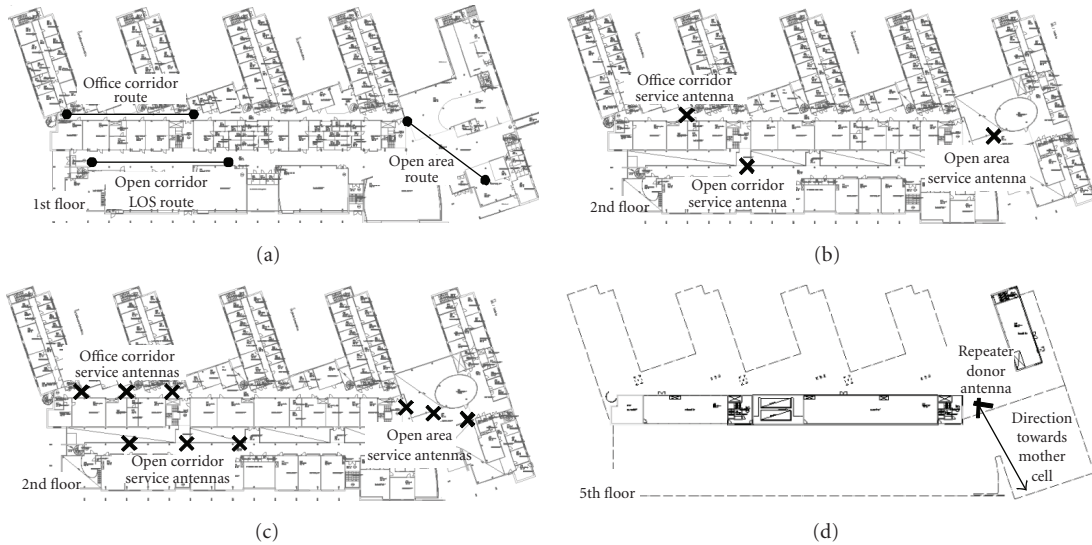 Office corridor
route
Open area
route
Open corridor
LOS route
1st floor
(a)
Office corridor
service antenna
Open area
service antenna
Open corridor
service antenna
2nd floor
(b)
Office corridor
service antennas
Open area
service antennas
Open corridor
service antennas
2nd floor
(c)
Repeater
donor
antenna
Direction
towards
mother
cell
5th floor
(d)